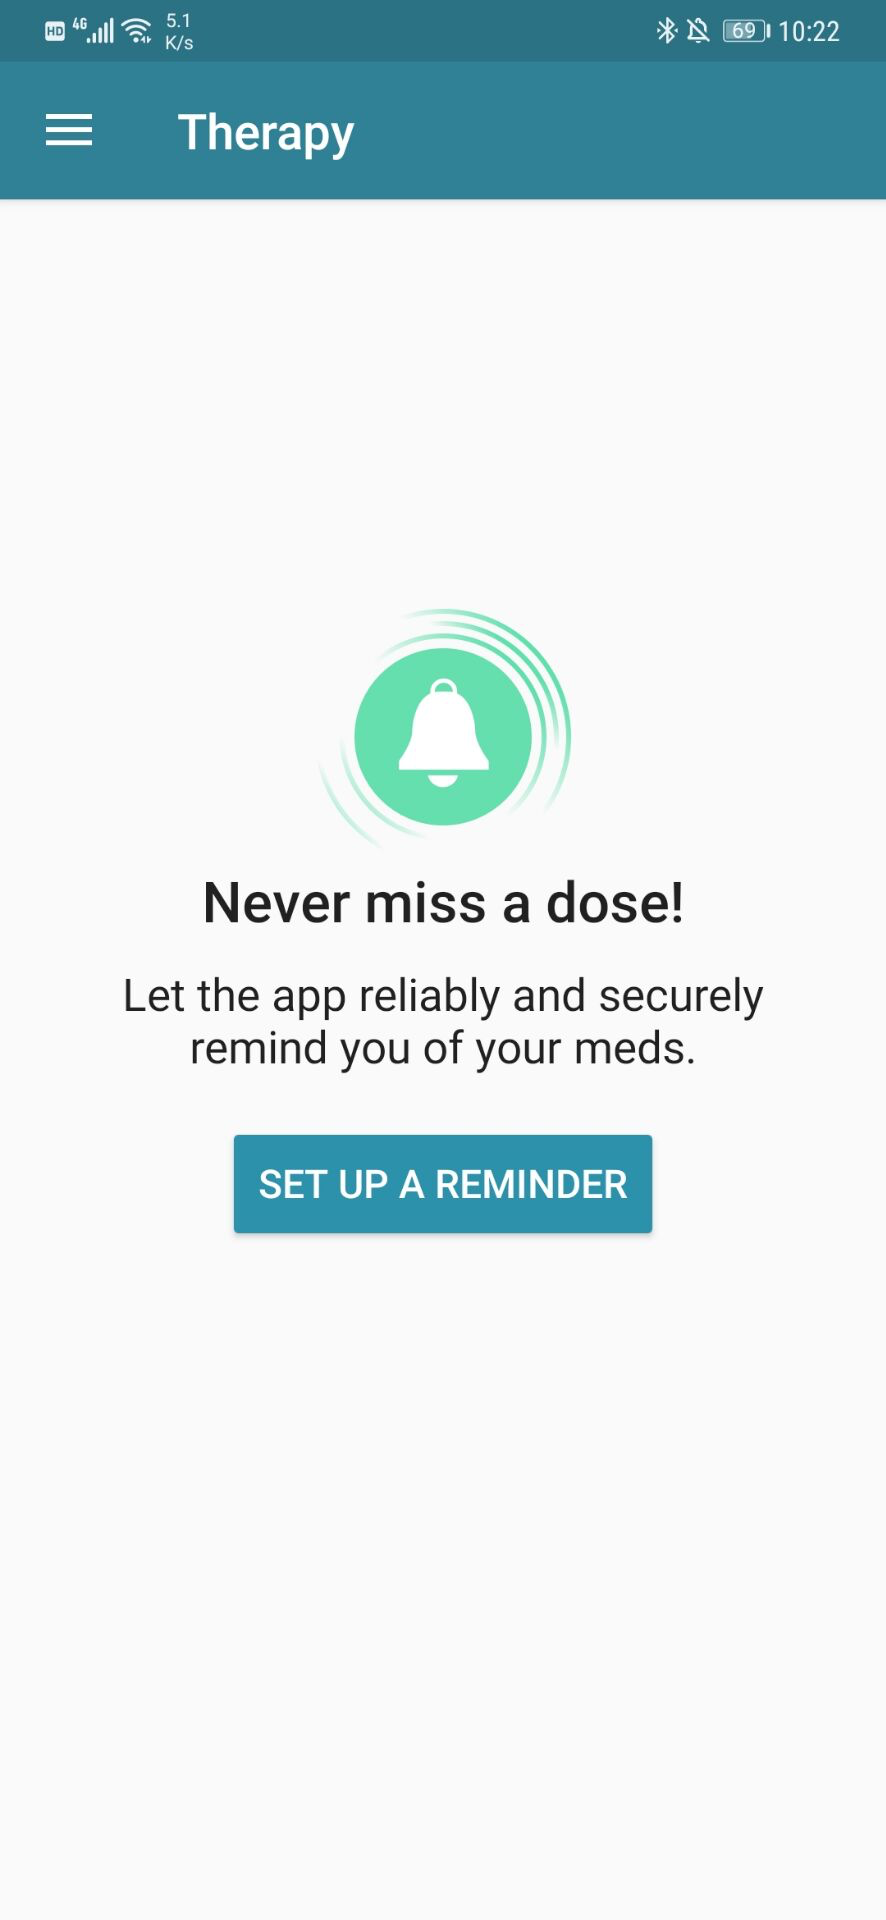 HD 4G 5.1
K/s
69 10:22
Therapy
Never miss a dose!
Let the app reliably and securely
remind you of your meds.
SET UP A REMINDER